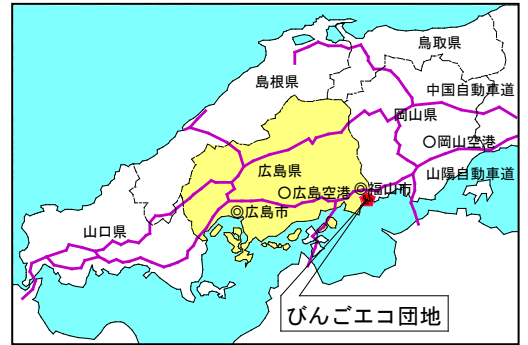 鳥取県
島根県
中国自動車道
岡山県
○岡山空港
広島県
山陽自動車道
○広島空港
◎福山市
◎広島市
山口県
びんごエコ団地